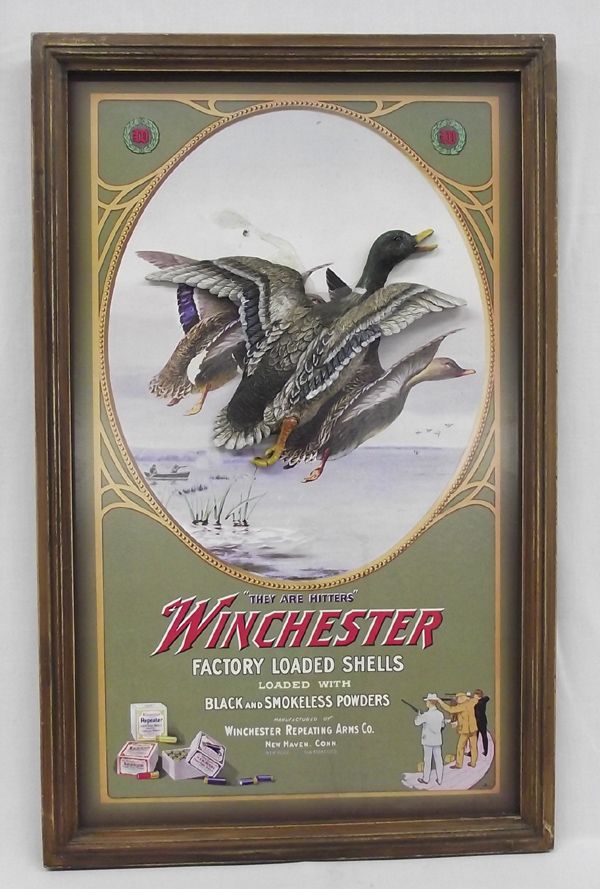 "THEY ARE HITTERS"
WINCHESTER
FACTORY LOADED SHELLS
LOADED WITH
BLACK AND SMOKELESS POWDERS
MANUFACTURED BY
WINCHESTER REPEATING ARMS CO.
NEW HAVEN, CONN
Repeater